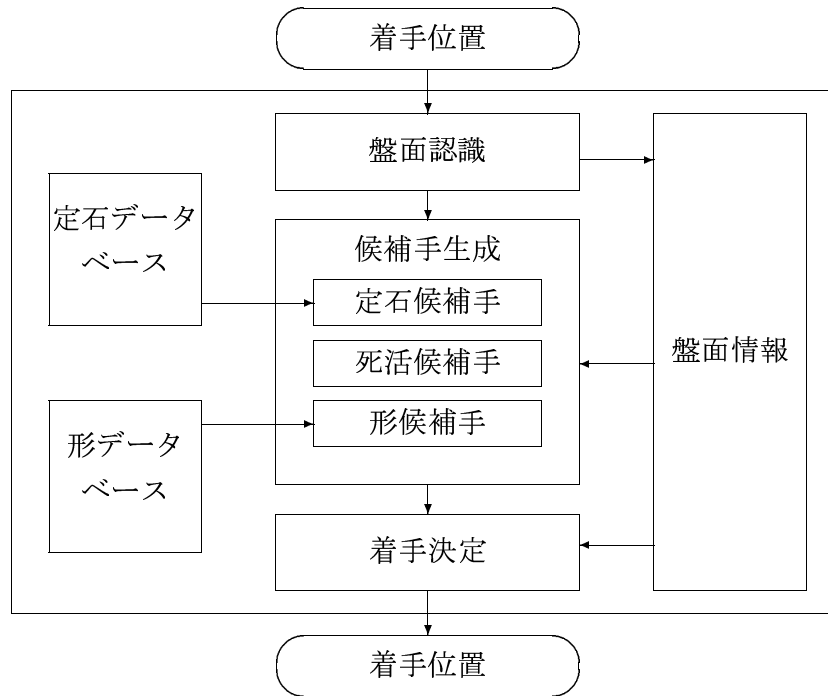 着手位置
盤面認識
定石データ
ベース
候補手生成
定石候補手
死活候補手
形候補手
盤面情報
形データ
ベース
着手決定
着手位置